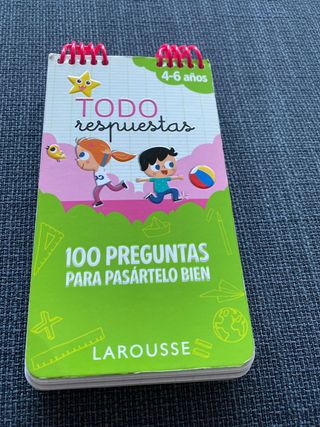 4-6 años
TODO
respuestas
100 PREGUNTAS
PARA PASÁRTELO BIEN
LAROUSSE